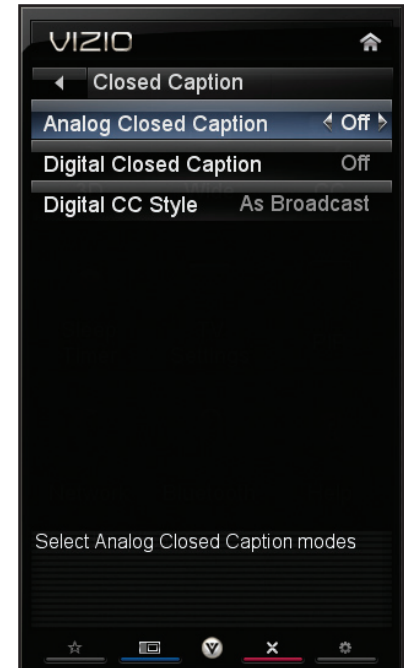 VIZIO
Closed Caption
Analog Closed Caption Off
Digital Closed Caption Off
Digital CC Style As Broadcast
Select Analog Closed Caption modes
V